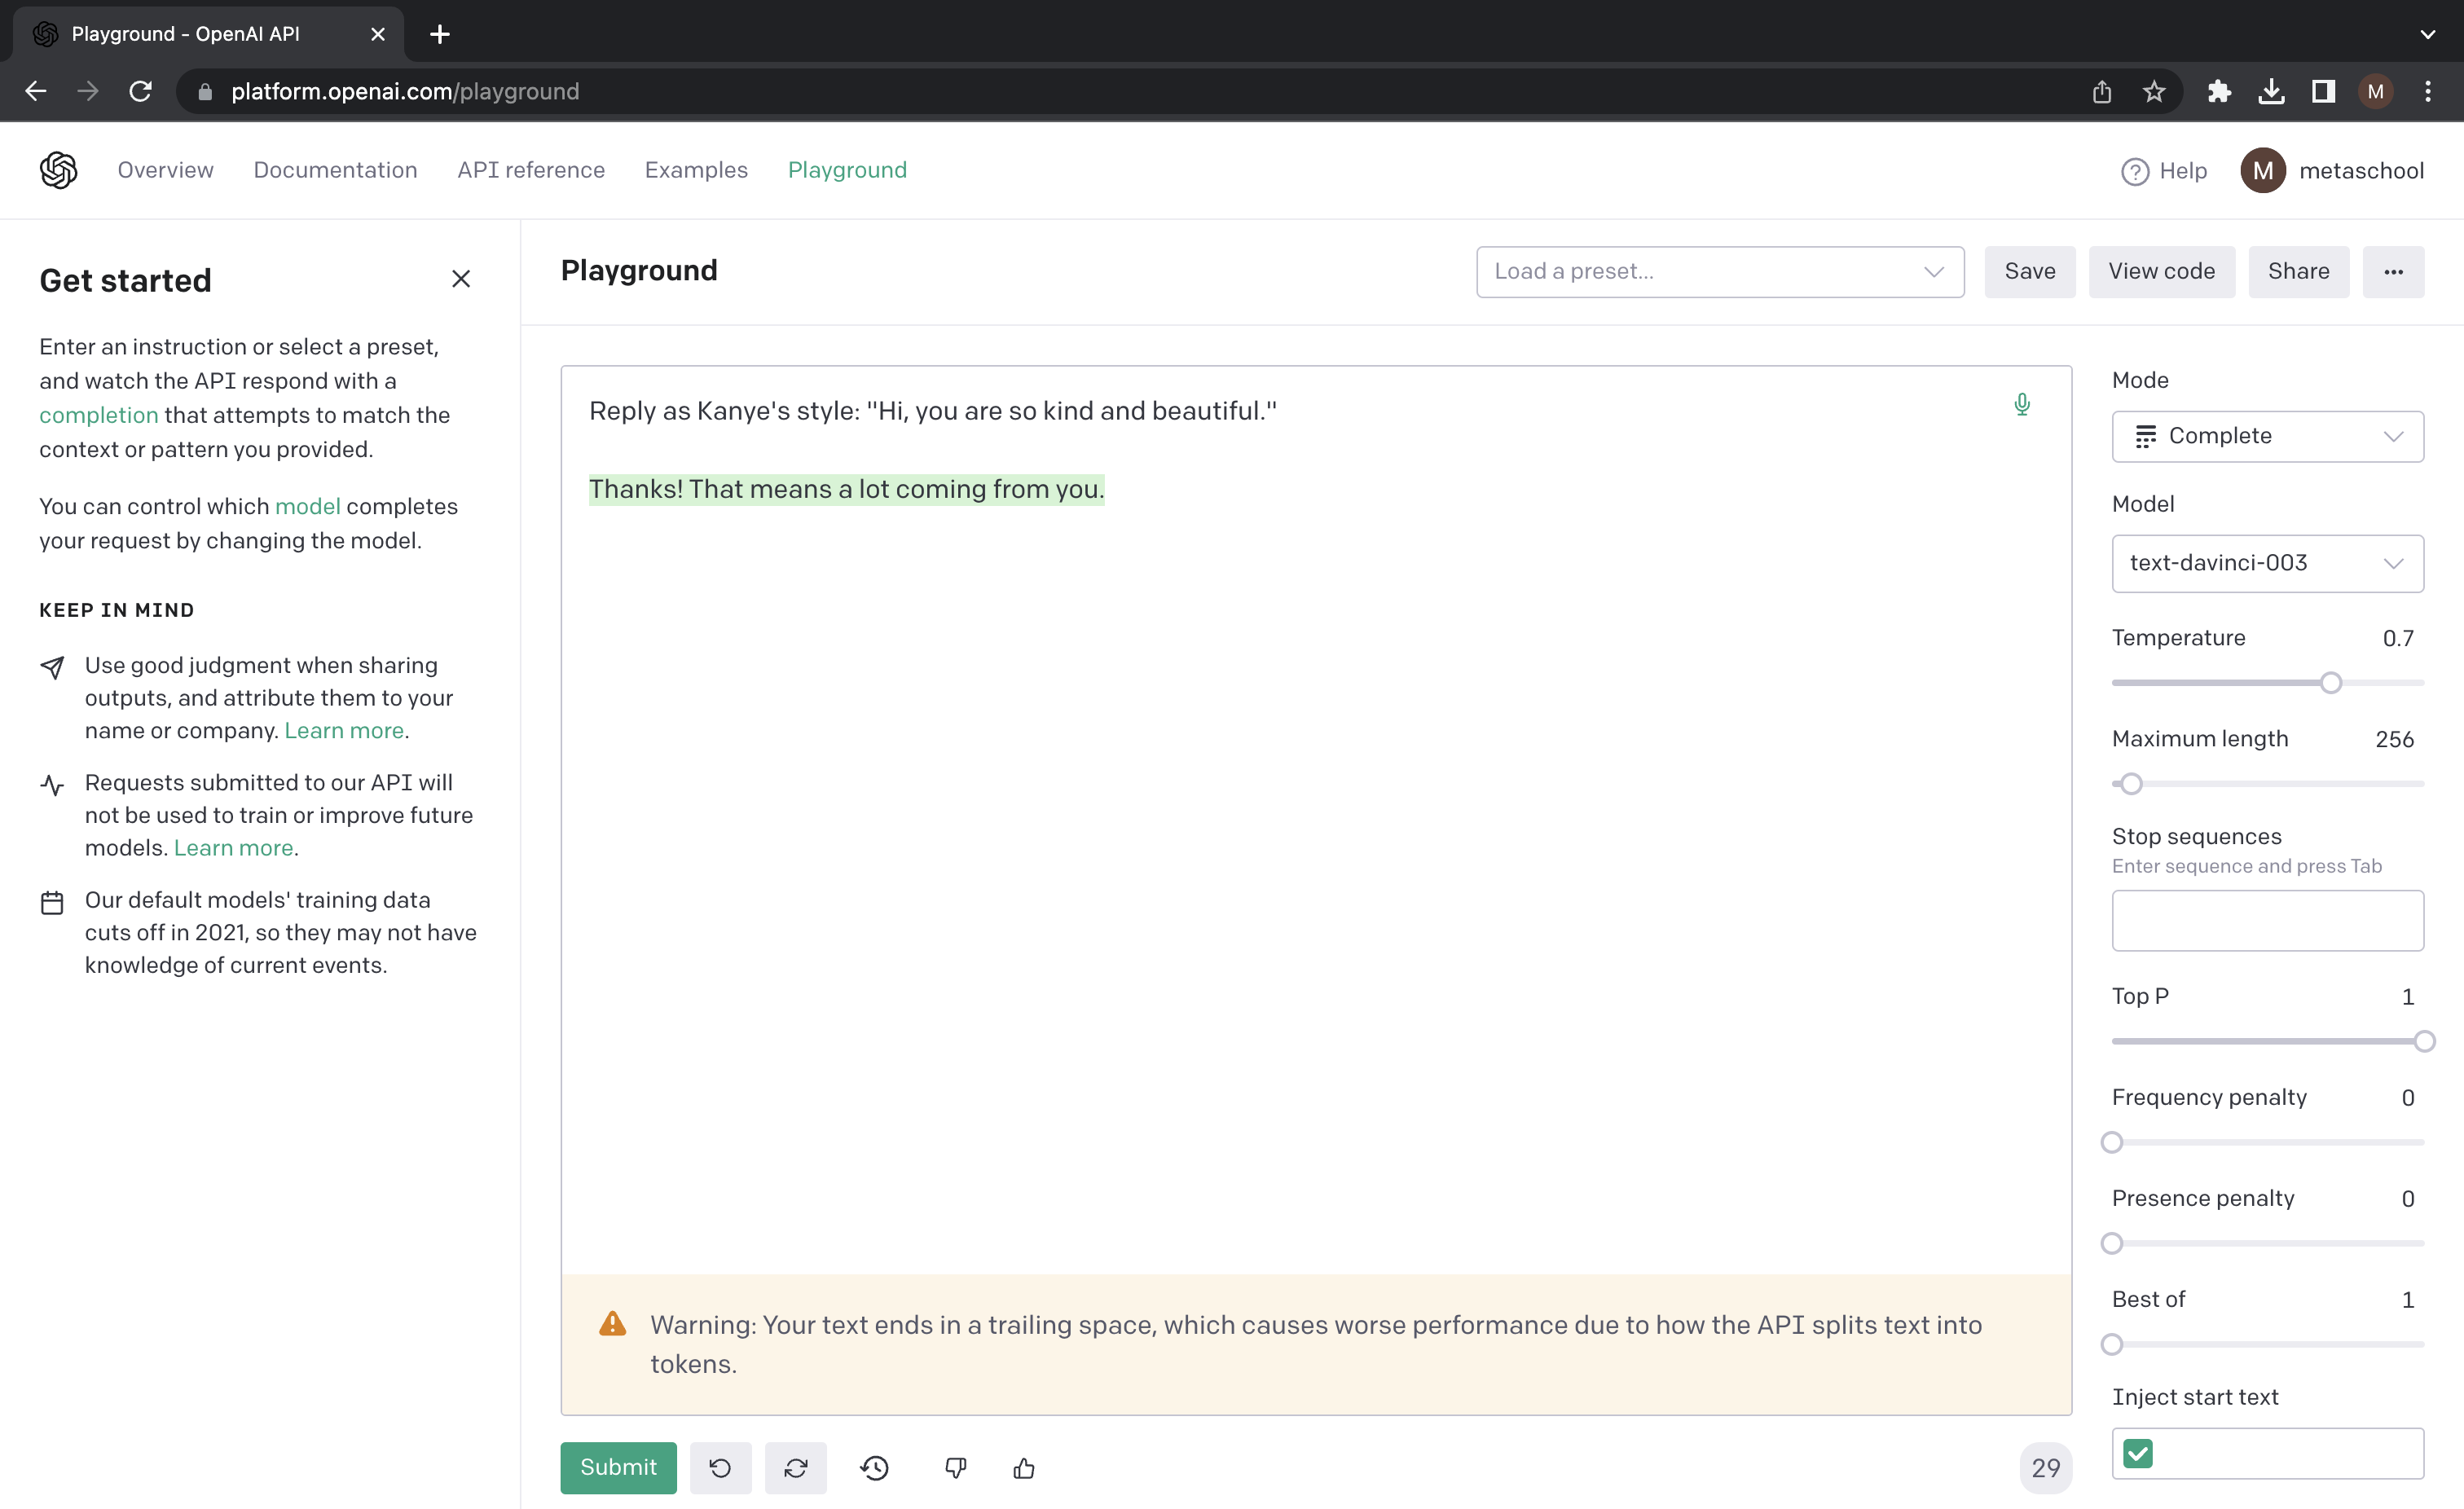 Playground - OpenAI API
platform.openai.com/playground
M
Overview Documentation API reference Examples Playground
Help M metaschool
Get started
Enter an instruction or select a preset,
and watch the API respond with a
completion that attempts to match the
context or pattern you provided.
You can control which model completes
your request by changing the model.
KEEP IN MIND
Use good judgment when sharing
outputs, and attribute them to your
name or company. Learn more.
Requests submitted to our API will
not be used to train or improve future
models. Learn more.
Our default models' training data
cuts off in 2021, so they may not have
knowledge of current events.
Playground
Load a preset...
Save View code Share ...
Reply as Kanye's style: "Hi, you are so kind and beautiful."
Thanks! That means a lot coming from you.
Warning: Your text ends in a trailing space, which causes worse performance due to how the API splits text into
tokens.
Submit
29
Mode
Complete
Model
text-davinci-003
Temperature 0.7
Maximum length 256
Stop sequences
Enter sequence and press Tab
Top P 1
Frequency penalty 0
Presence penalty 0
Best of 1
Inject start text